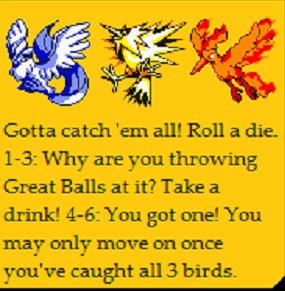 Gotta catch 'em all! Roll a die.
1-3: Why are you throwing
Great Balls at it? Take a
drink! 4-6: You got one! You
may only move on once
you've caught all 3 birds.